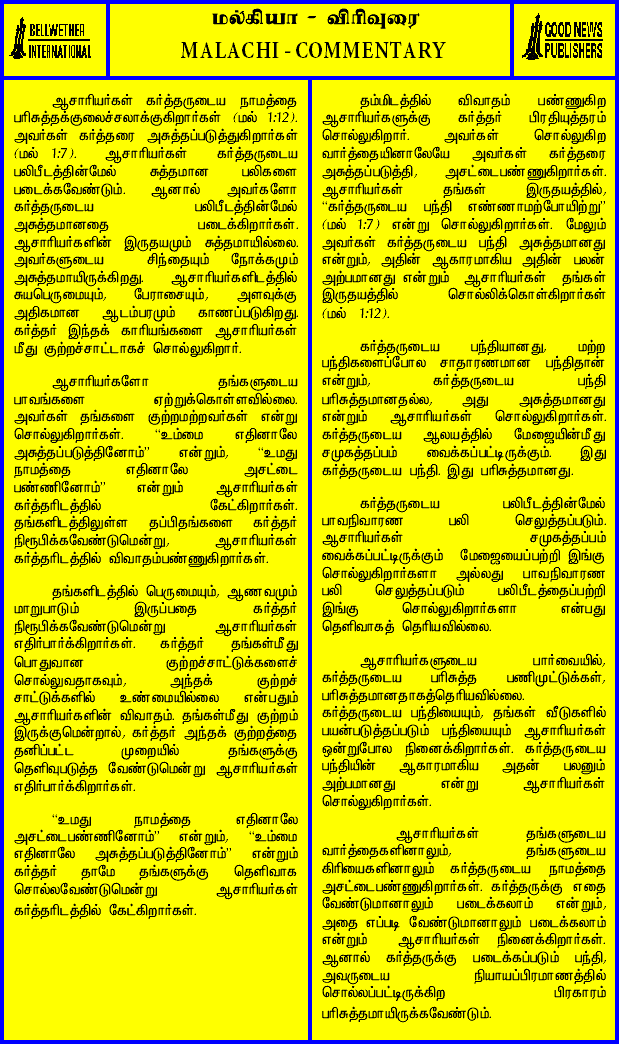 BELLWETHER
INTERNATIONAL
மல்கியா - விரிவுரை
MALACHI - COMMENTARY
GOOD NEWS
PUBLISHERS
ஆசாரியர்கள் கர்த்தருடைய நாமத்தை
பரிசுத்தக்குலைச்சலாக்குகிறார்கள் (மல் 1:12).
அவர்கள் கர்த்தரை அசுத்தப்படுத்துகிறார்கள்
(மல் 1:7). ஆசாரியர்கள் கர்த்தருடைய
பலிபீடத்தின்மேல் சுத்தமான பலிகளை
படைக்கவேண்டும். ஆனால் அவர்களோ
கர்த்தருடைய பலிபீடத்தின்மேல்
அசுத்தமானதை படைக்கிறார்கள்.
ஆசாரியர்களின் இருதயமும் சுத்தமாயில்லை.
அவர்களுடைய சிந்தையும் நோக்கமும்
அசுத்தமாயிருக்கிறது. ஆசாரியர்களிடத்தில்
சுயபெருமையும், பேராசையும், அளவுக்கு
அதிகமான ஆடம்பரமும் காணப்படுகிறது.
கர்த்தர் இந்தக் காரியங்களை ஆசாரியர்கள்
மீது குற்றச்சாட்டாகச் சொல்லுகிறார்.
ஆசாரியர்களோ தங்களுடைய
பாவங்களை ஏற்றுக்கொள்ளவில்லை.
அவர்கள் தங்களை குற்றமற்றவர்கள் என்று
சொல்லுகிறார்கள். “உம்மை எதினாலே
அசுத்தப்படுத்தினோம்” என்றும், “உமது
நாமத்தை எதினாலே அசட்டை
பண்ணினோம்” என்றும் ஆசாரியர்கள்
கர்த்தரிடத்தில் கேட்கிறார்கள்.
தங்களிடத்திலுள்ள தப்பிதங்களை கர்த்தர்
நிரூபிக்கவேண்டுமென்று, ஆசாரியர்கள்
கர்த்தரிடத்தில் விவாதம்பண்ணுகிறார்கள்.
தங்களிடத்தில் பெருமையும், ஆணவமும்
மாறுபாடும் இருப்பதை கர்த்தர்
நிரூபிக்கவேண்டுமென்று ஆசாரியர்கள்
எதிர்பார்க்கிறார்கள். கர்த்தர் தங்கள்மீது
பொதுவான குற்றச்சாட்டுக்களைச்
சொல்லுவதாகவும், அந்தக் குற்றச்
சாட்டுக்களில் உண்மையில்லை என்பதும்
ஆசாரியர்களின் விவாதம். தங்கள்மீது குற்றம்
இருக்குமென்றால், கர்த்தர் அந்தக் குற்றத்தை
தனிப்பட்ட முறையில் தங்களுக்கு
தெளிவுபடுத்த வேண்டுமென்று ஆசாரியர்கள்
எதிர்பார்க்கிறார்கள்.
“உமது நாமத்தை எதினாலே
அசட்டைபண்ணினோம்” என்றும், “உம்மை
எதினாலே அசுத்தப்படுத்தினோம்” என்றும்
கர்த்தர் தாமே தங்களுக்கு தெளிவாக
சொல்லவேண்டுமென்று ஆசாரியர்கள்
கர்த்தரிடத்தில் கேட்கிறார்கள்.
தம்மிடத்தில் விவாதம் பண்ணுகிற
ஆசாரியர்களுக்கு கர்த்தர் பிரதியுத்தரம்
சொல்லுகிறார். அவர்கள் சொல்லுகிற
வார்த்தையினாலேயே அவர்கள் கர்த்தரை
அசுத்தப்படுத்தி, அசட்டைபண்ணுகிறார்கள்.
ஆசாரியர்கள் தங்கள் இருதயத்தில்,
“கர்த்தருடைய பந்தி எண்ணாமற்போயிற்று”
(மல் 1:7) என்று சொல்லுகிறார்கள். மேலும்
அவர்கள் கர்த்தருடைய பந்தி அசுத்தமானது
என்றும், அதின் ஆகாரமாகிய அதின் பலன்
அற்பமானது என்றும் ஆசாரியர்கள் தங்கள்
இருதயத்தில் சொல்லிக்கொள்கிறார்கள்
(மல் 1:12).
கர்த்தருடைய பந்தியானது, மற்ற
பந்திகளைப்போல சாதாரணமான பந்திதான்
என்றும், கர்த்தருடைய பந்தி
பரிசுத்தமானதல்ல, அது அசுத்தமானது
என்றும் ஆசாரியர்கள் சொல்லுகிறார்கள்.
கர்த்தருடைய ஆலயத்தில் மேஜையின்மீது
சமுகத்தப்பம் வைக்கப்பட்டிருக்கும். இது
கர்த்தருடைய பந்தி. இது பரிசுத்தமானது.
கர்த்தருடைய பலிபீடத்தின்மேல்
பாவநிவாரண பலி செலுத்தப்படும்.
ஆசாரியர்கள் சமுகத்தப்பம்
வைக்கப்பட்டிருக்கும் மேஜையைப்பற்றி இங்கு
சொல்லுகிறார்களா அல்லது பாவநிவாரண
பலி செலுத்தப்படும் பலிபீடத்தைப்பற்றி
இங்கு சொல்லுகிறார்களா என்பது
தெளிவாகத் தெரியவில்லை.
ஆசாரியர்களுடைய பார்வையில்,
கர்த்தருடைய பரிசுத்த பணிமுட்டுக்கள்,
பரிசுத்தமானதாகத்தெரியவில்லை.
கர்த்தருடைய பந்தியையும், தங்கள் வீடுகளில்
பயன்படுத்தப்படும் பந்தியையும் ஆசாரியர்கள்
ஒன்றுபோல நினைக்கிறார்கள். கர்த்தருடைய
பந்தியின் ஆகாரமாகிய அதன் பலனும்
அற்பமானது என்று ஆசாரியர்கள்
சொல்லுகிறார்கள்.
ஆசாரியர்கள் தங்களுடைய
வார்த்தைகளினாலும், தங்களுடைய
கிரியைகளினாலும் கர்த்தருடைய நாமத்தை
அசட்டைபண்ணுகிறார்கள். கர்த்தருக்கு எதை
வேண்டுமானாலும் படைக்கலாம் என்றும்,
அதை எப்படி வேண்டுமானாலும் படைக்கலாம்
என்றும் ஆசாரியர்கள் நினைக்கிறார்கள்.
ஆனால் கர்த்தருக்கு படைக்கப்படும் பந்தி,
அவருடைய நியாயப்பிரமாணத்தில்
சொல்லப்பட்டிருக்கிற பிரகாரம்
பரிசுத்தமாயிருக்கவேண்டும்.